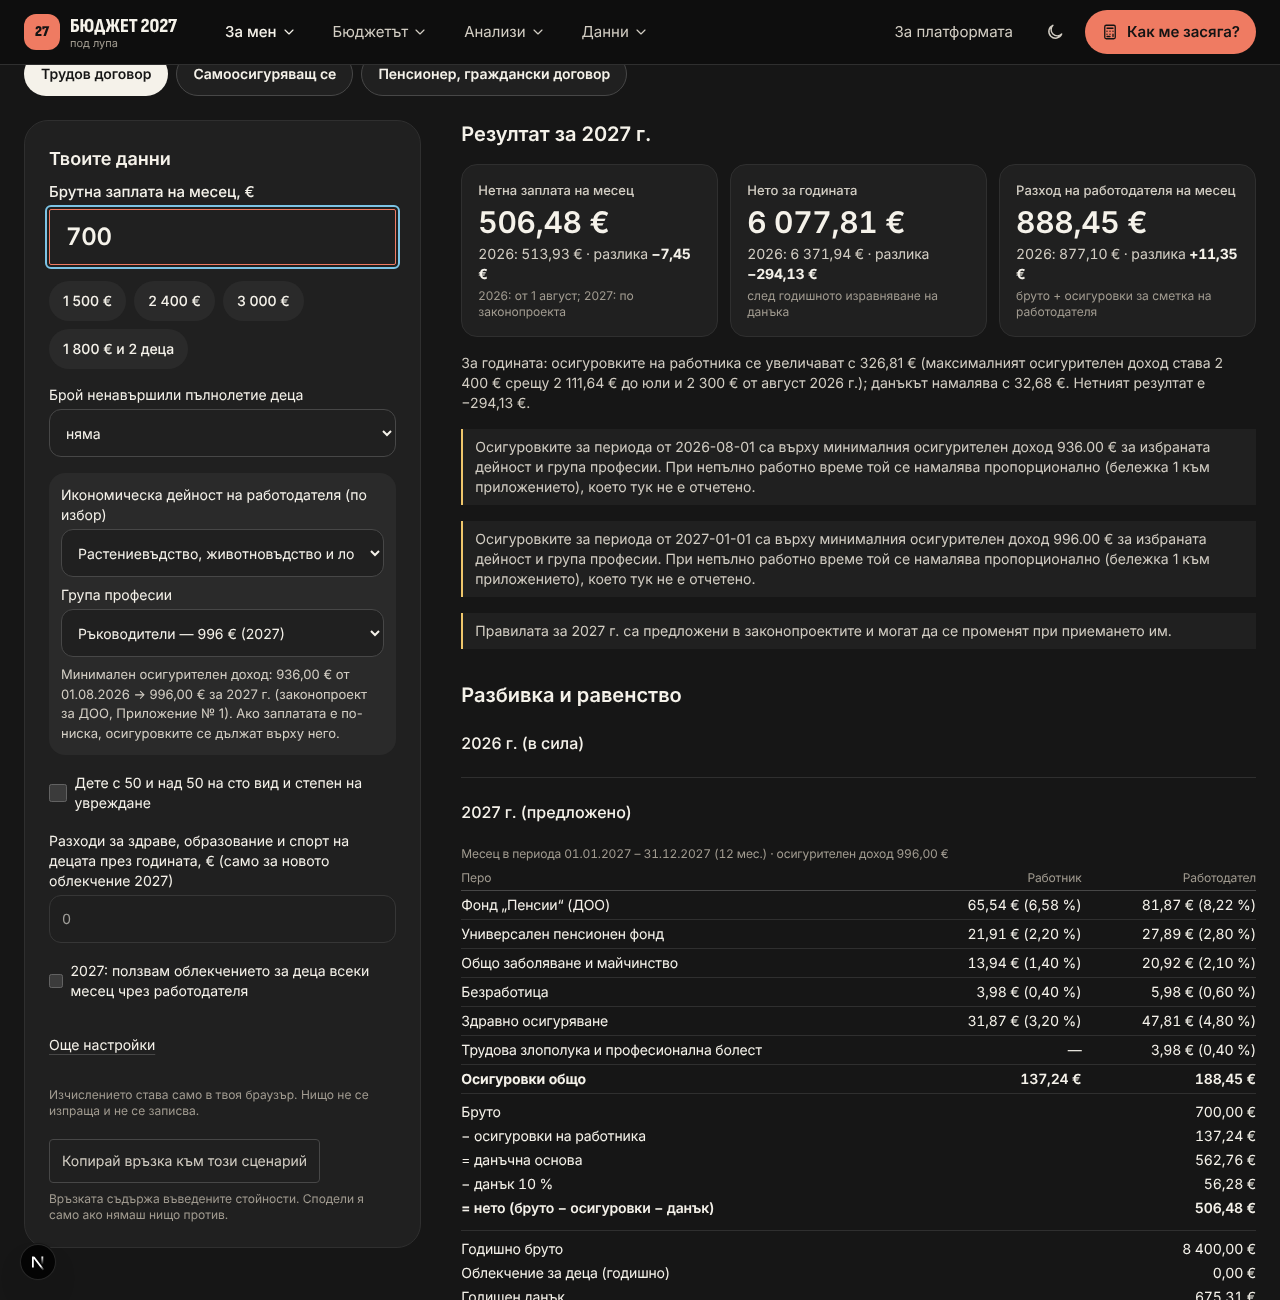 27
БЮДЖЕТ 2027
под лупа
За мен
Бюджетът
Анализи
Данни
За платформата
Как ме засяга?
Трудов договор
Самоосигуряващ се
Пенсионер, граждански договор
Твоите данни
Брутна заплата на месец, €
700
1 500 €
2 400 €
3 000 €
1 800 € и 2 деца
Брой ненавършили пълнолетие деца
няма
Икономическа дейност на работодателя (по
избор)
Растениевъдство, животновъдство и ло
Група професии
Ръководители — 996 € (2027)
Минимален осигурителен доход: 936,00 € от
01.08.2026 → 996,00 € за 2027 г. (законопроект
за ДОО, Приложение № 1). Ако заплатата е по-
ниска, осигуровките се дължат върху него.
Дете с 50 и над 50 на сто вид и степен на
увреждане
Разходи за здраве, образование и спорт на
децата през годината, € (само за новото
облекчение 2027)
0
2027: ползвам облекчението за деца всеки
месец чрез работодателя
Още настройки
Изчислението става само в твоя браузър. Нищо не се
изпраща и не се записва.
Копирай връзка към този сценарий
Връзката съдържа въведените стойности. Сподели я
само ако нямаш нищо против.
N
Резултат за 2027 г.
Нетна заплата на месец
506,48 €
2026: 513,93 € · разлика −7,45
€
2026: от 1 август; 2027: по
законопроекта
Нето за годината
6 077,81 €
2026: 6 371,94 € · разлика
−294,13 €
след годишното изравняване на
данъка
Разход на работодателя на месец
888,45 €
2026: 877,10 € · разлика +11,35
€
бруто + осигуровки за сметка на
работодателя
За годината: осигуровките на работника се увеличават с 326,81 € (максималният осигурителен доход става 2
400 € срещу 2 111,64 € до юли и 2 300 € от август 2026 г.); данъкът намалява с 32,68 €. Нетният резултат е
−294,13 €.
Осигуровките за периода от 2026-08-01 са върху минималния осигурителен доход 936.00 € за избраната
дейност и група професии. При непълно работно време той се намалява пропорционално (бележка 1 към
приложението), което тук не е отчетено.
Осигуровките за периода от 2027-01-01 са върху минималния осигурителен доход 996.00 € за избраната
дейност и група професии. При непълно работно време той се намалява пропорционално (бележка 1 към
приложението), което тук не е отчетено.
Правилата за 2027 г. са предложени в законопроектите и могат да се променят при приемането им.
Разбивка и равенство
2026 г. (в сила)
2027 г. (предложено)
Месец в периода 01.01.2027 – 31.12.2027 (12 мес.) · осигурителен доход 996,00 €
Перо Работник Работодател
Фонд „Пенсии“ (ДОО) 65,54 € (6,58 %) 81,87 € (8,22 %)
Универсален пенсионен фонд 21,91 € (2,20 %) 27,89 € (2,80 %)
Общо заболяване и майчинство 13,94 € (1,40 %) 20,92 € (2,10 %)
Безработица 3,98 € (0,40 %) 5,98 € (0,60 %)
Здравно осигуряване 31,87 € (3,20 %) 47,81 € (4,80 %)
Трудова злополука и професионална болест — 3,98 € (0,40 %)
Осигуровки общо 137,24 € 188,45 €
Бруто 700,00 €
− осигуровки на работника 137,24 €
= данъчна основа 562,76 €
− данък 10 % 56,28 €
= нето (бруто − осигуровки − данък) 506,48 €
Годишно бруто 8 400,00 €
Облекчение за деца (годишно) 0,00 €
Годишен данък 675,31 €